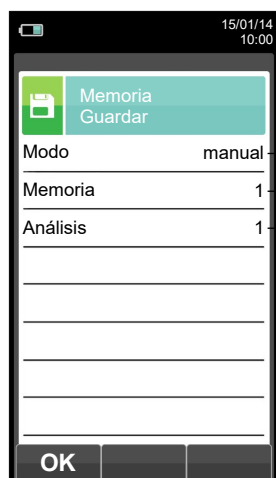 15/01/14
10:00
Memoria
Guardar
Modo manual
Memoria 1
Análisis 1
OK